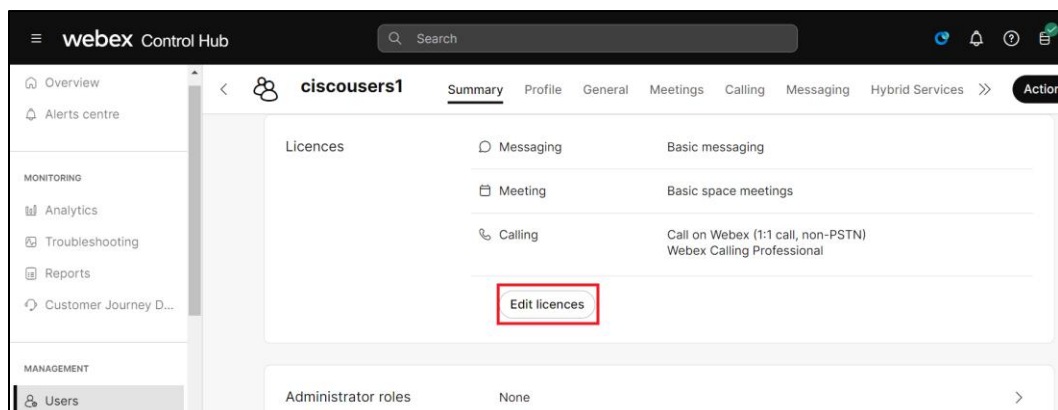 webex Control Hub
Search
Overview
Alerts centre
MONITORING
Analytics
Troubleshooting
Reports
Customer Journey D...
MANAGEMENT
Users
ciscousers1
Summary Profile General Meetings Calling Messaging Hybrid Services
Action
Licences
Messaging Basic messaging
Meeting Basic space meetings
Calling Call on Webex (1:1 call, non-PSTN)
Webex Calling Professional
Edit licences
Administrator roles None